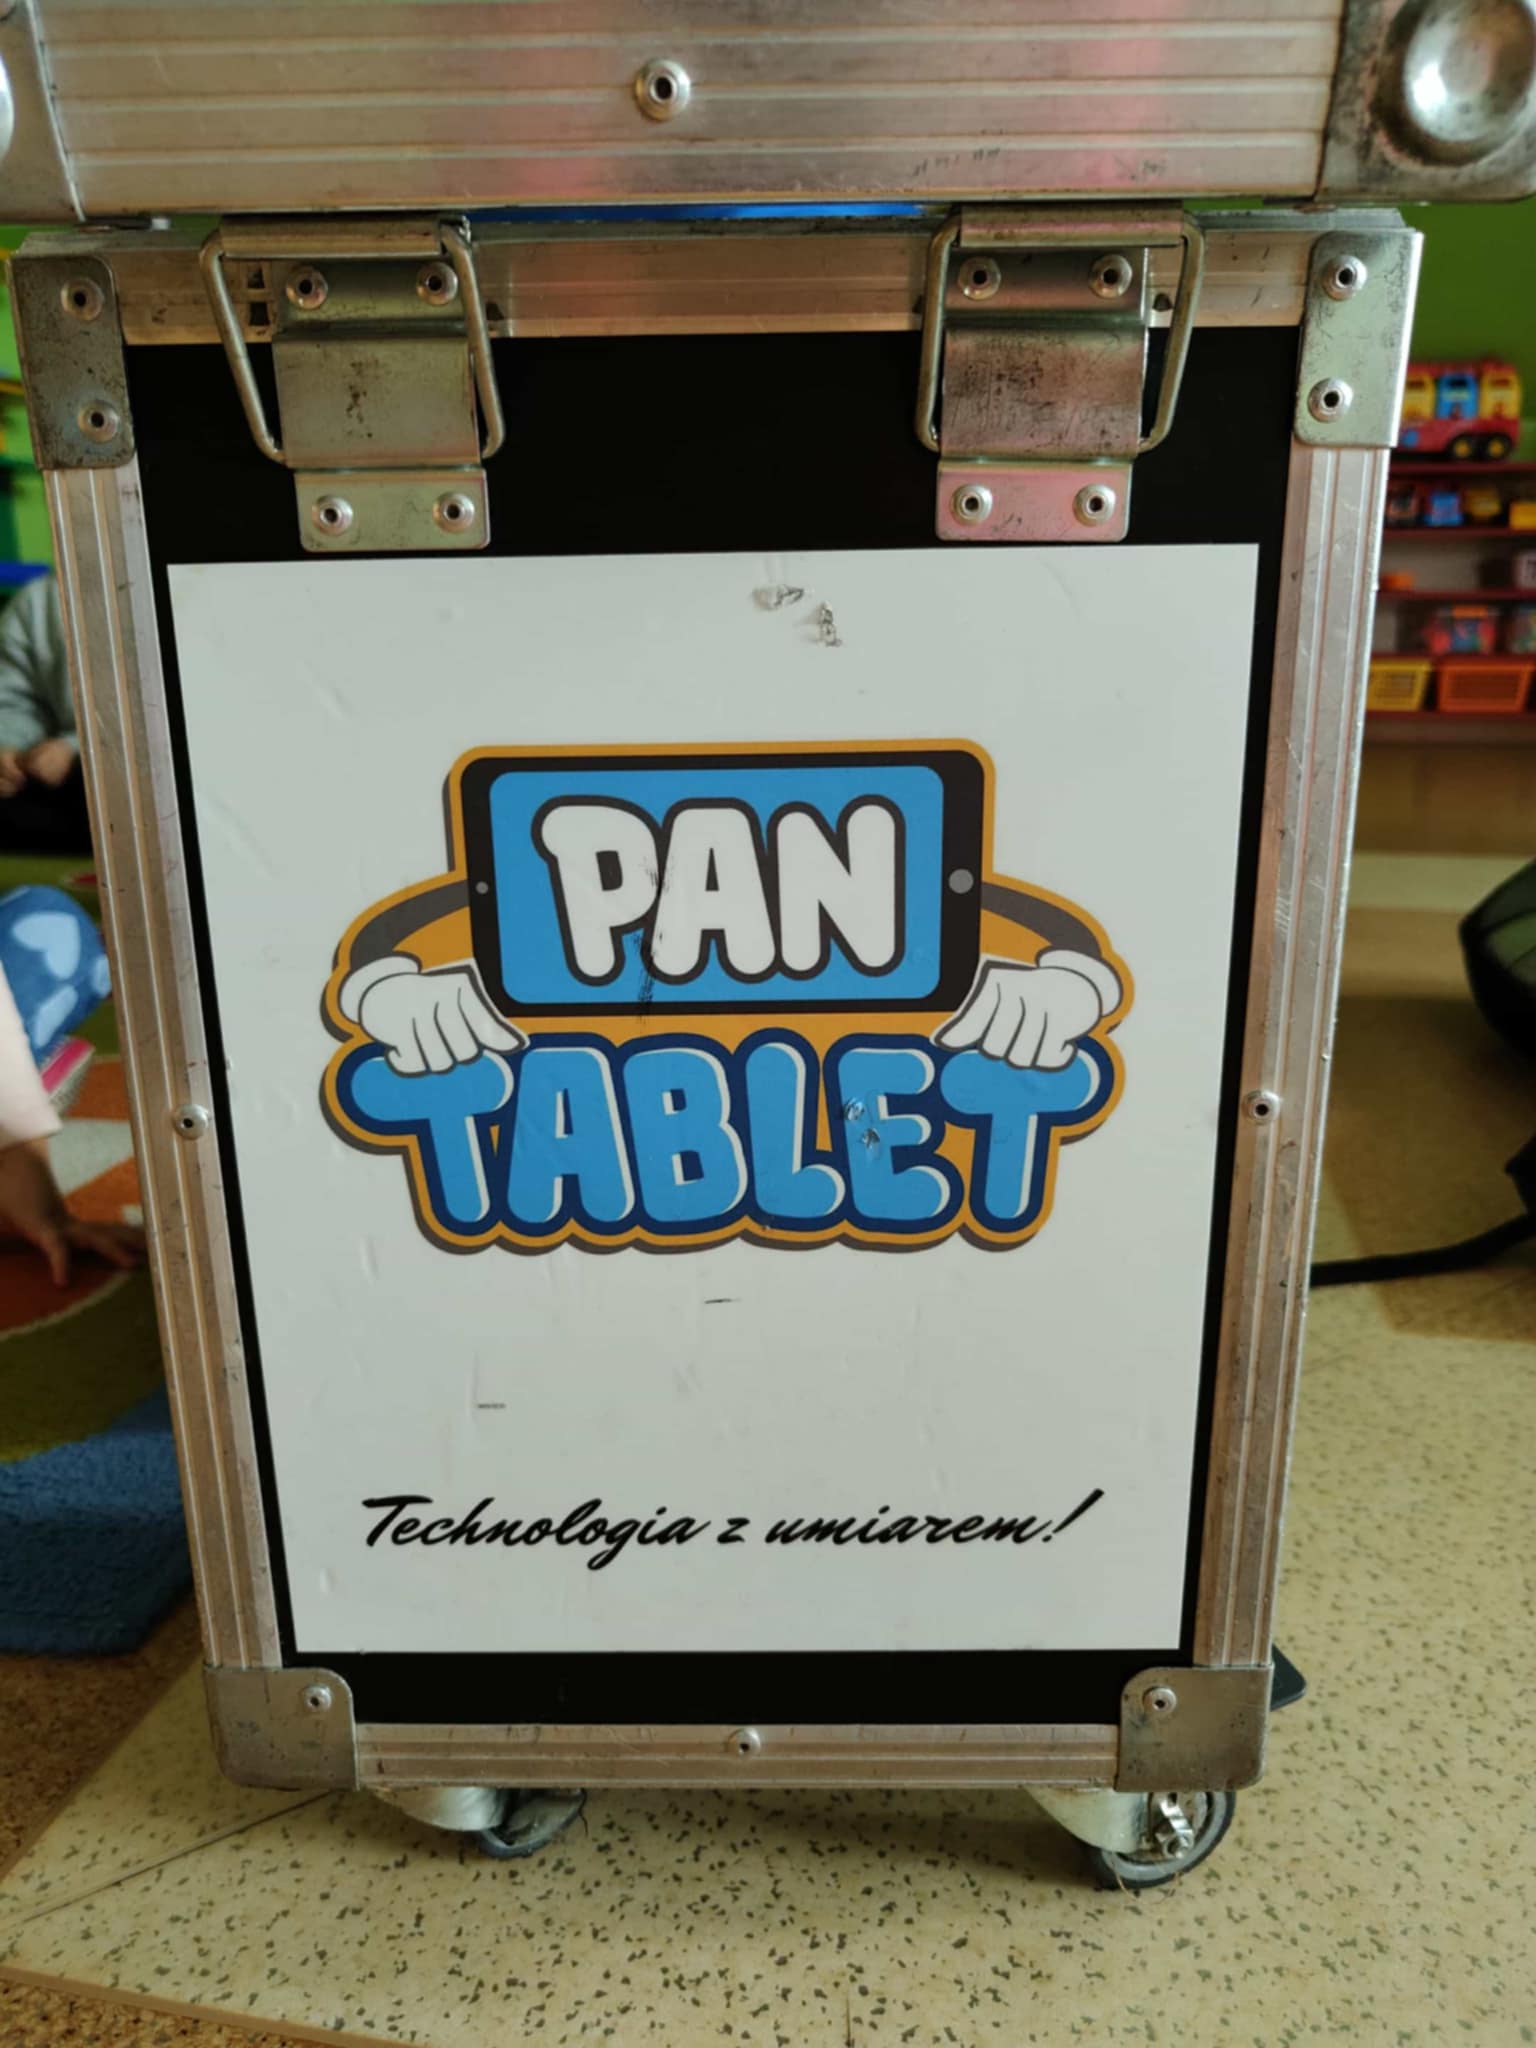 PAN
TABLET
Technologia z umiarem!